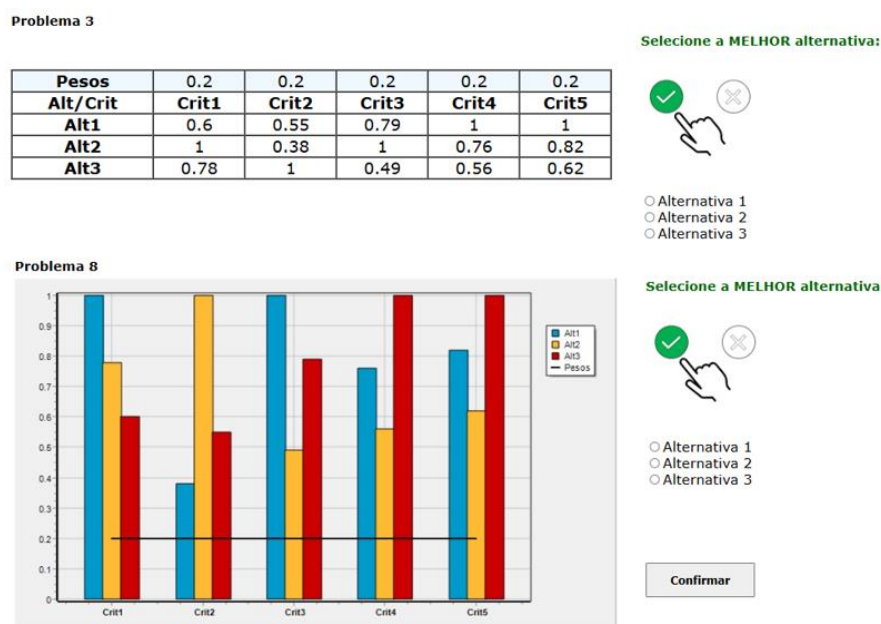 Problema 3
Selecione a MELHOR alternativa:
Pesos 0.2 0.2 0.2 0.2 0.2
Alt/Crit Crit1 Crit2 Crit3 Crit4 Crit5
Alt1 0.6 0.55 0.79 1 1
Alt2 1 0.38 1 0.76 0.82
Alt3 0.78 1 0.49 0.56 0.62
Alternativa 1
Alternativa 2
Alternativa 3
Problema 8
Selecione a MELHOR alternativa
1
0.9
0.8
0.7
0.6
0.5
0.4
0.3
0.2
0.1
0
Crit1 Crit2 Crit3 Crit4 Crit5
Alt1
Alt2
Alt3
Pesos
Alternativa 1
Alternativa 2
Alternativa 3
Confirmar